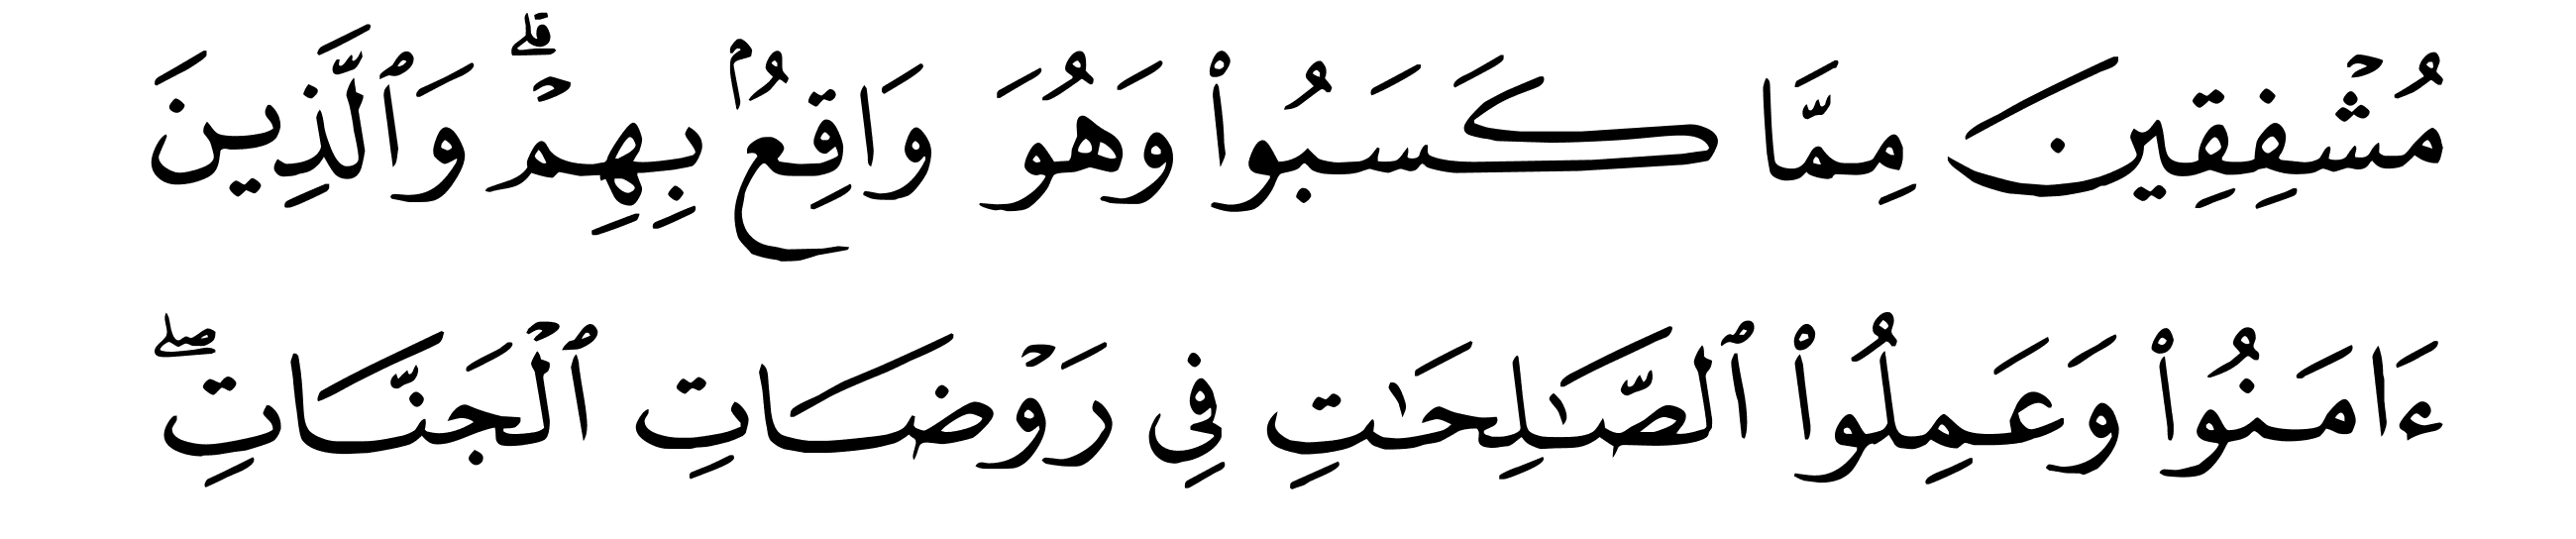 مُشۡفِقِينَ مِمَّا كَسَبُواْ وَهُوَ وَاقِعُۢ بِهِمۡۗ وَٱلَّذِينَ
ءَامَنُواْ وَعَمِلُواْ ٱلصَّـٰلِحَٰتِ فِي رَوۡضَاتِ ٱلۡجَنَّاتِۖ